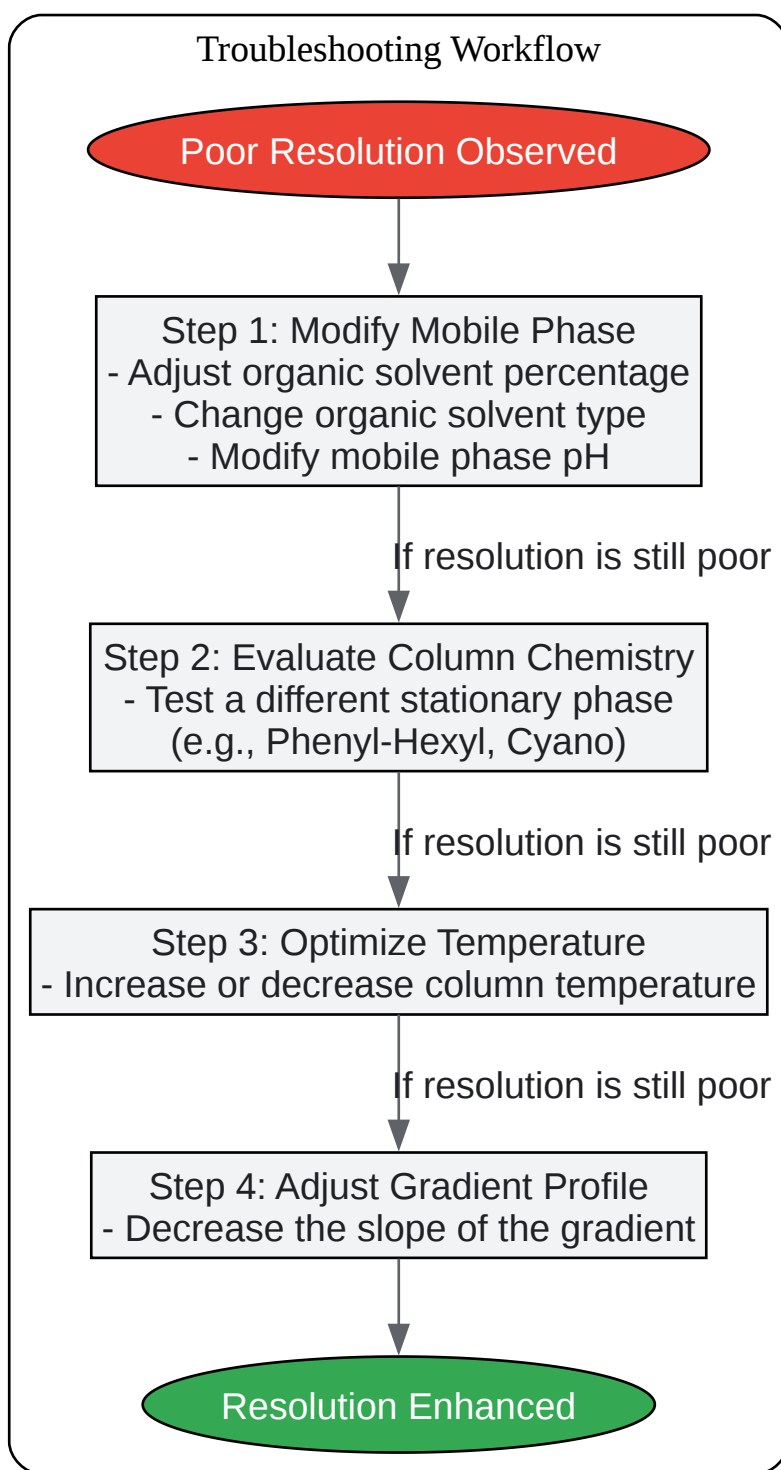 Troubleshooting Workflow
Poor Resolution Observed
Step 1: Modify Mobile Phase
- Adjust organic solvent percentage
- Change organic solvent type
- Modify mobile phase pH
If resolution is still poor
Step 2: Evaluate Column Chemistry
- Test a different stationary phase
(e.g., Phenyl-Hexyl, Cyano)
If resolution is still poor
Step 3: Optimize Temperature
- Increase or decrease column temperature
If resolution is still poor
Step 4: Adjust Gradient Profile
- Decrease the slope of the gradient
Resolution Enhanced